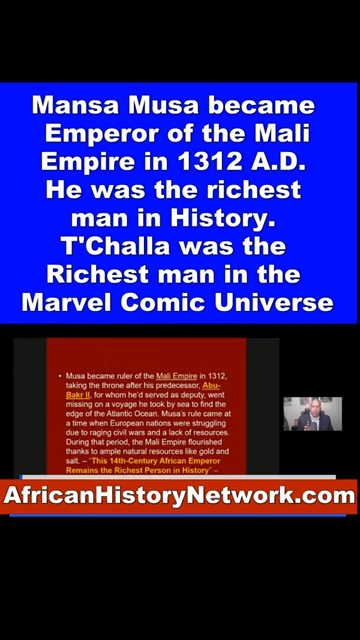 Mansa Musa became
Emperor of the Mali
Empire in 1312 A.D.
He was the richest
man in History.
T'Challa was the
Richest man in the
Marvel Comic Universe
• Musa became ruler of the Mali Empire in 1312,
taking the throne after his predecessor, Abu-
Bakr II, for whom he'd served as deputy, went
missing on a voyage he took by sea to find the
edge of the Atlantic Ocean. Musa's rule came at
a time when European nations were struggling
due to raging civil wars and a lack of resources.
During that period, the Mali Empire flourished
thanks to ample natural resources like gold and
salt. – "This 14th-Century African Emperor
Remains the Richest Person in History" –
AfricanHistoryNetwork.com